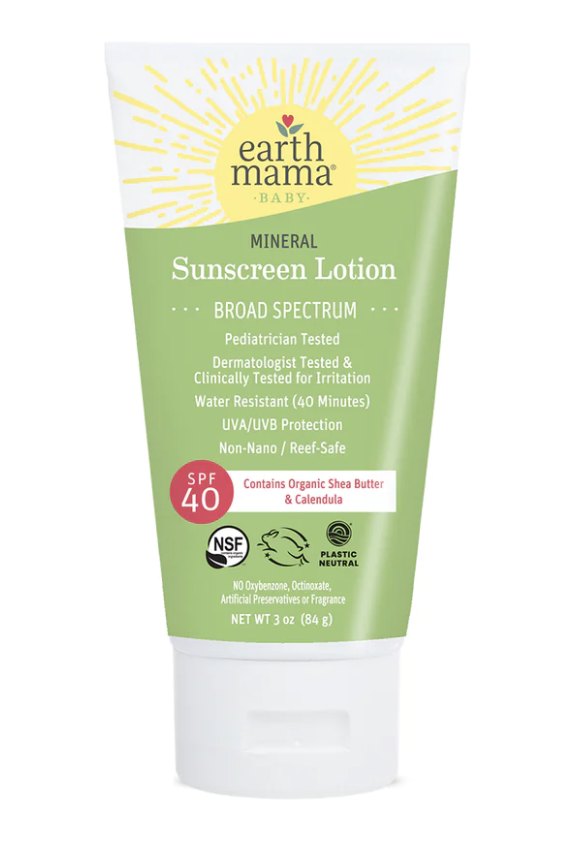 earth
mama®
·BABY·
MINERAL
Sunscreen Lotion
··· BROAD SPECTRUM ···
Pediatrician Tested
Dermatologist Tested &
Clinically Tested for Irritation
Water Resistant (40 Minutes)
UVA/UVB Protection
Non-Nano / Reef-Safe
SPF
40
Contains Organic Shea Butter
& Calendula
NSF
PLASTIC
NEUTRAL
NO Oxybenzone, Octinoxate,
Artificial Preservatives or Fragrance
NET WT 3 oz (84 g)